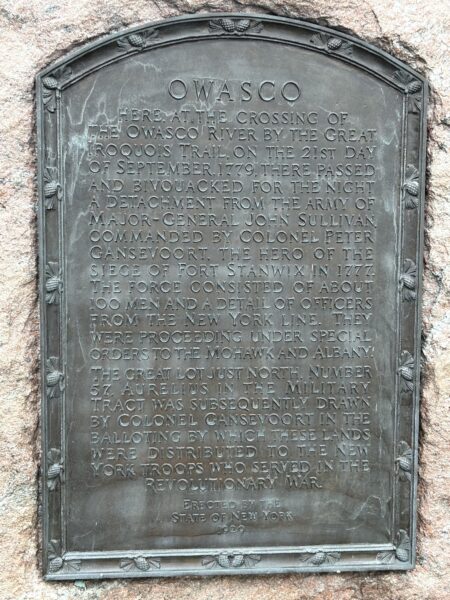 OWASCO
HERE, AT THE CROSSING OF
THE OWASCO RIVER BY THE GREAT
IROQUOIS TRAIL, ON THE 21ST DAY
OF SEPTEMBER, 1779, THERE PASSED
AND BIVOUACKED FOR THE NIGHT
A DETACHMENT FROM THE ARMY OF
MAJOR-GENERAL JOHN SULLIVAN,
COMMANDED BY COLONEL PETER
GANSEVOORT, THE HERO OF THE
SIEGE OF FORT STANWIX IN 1777.
THE FORCE CONSISTED OF ABOUT
100 MEN AND A DETAIL OF OFFICERS
FROM THE NEW YORK LINE. THEY
WERE PROCEEDING UNDER SPECIAL
ORDERS TO THE MOHAWK AND ALBANY.
THE GREAT LOT JUST NORTH, NUMBER
57, AURELIUS IN THE MILITARY
TRACT WAS SUBSEQUENTLY DRAWN
BY COLONEL GANSEVOORT IN THE
BALLOTING BY WHICH THESE LANDS
WERE DISTRIBUTED TO THE NEW
YORK TROOPS WHO SERVED IN THE
REVOLUTIONARY WAR.
ERECTED BY THE
STATE OF NEW YORK
1929